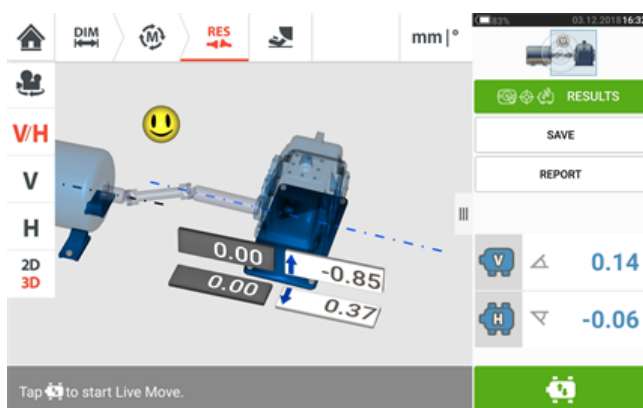 DIM
M
RES
mm|°
83%
03.12.2018 16:32
V/H
V
H
2D
3D
0.00
-0.85
0.00
0.37
RESULTS
SAVE
REPORT
V
0.14
H
-0.06
Tap to start Live Move.